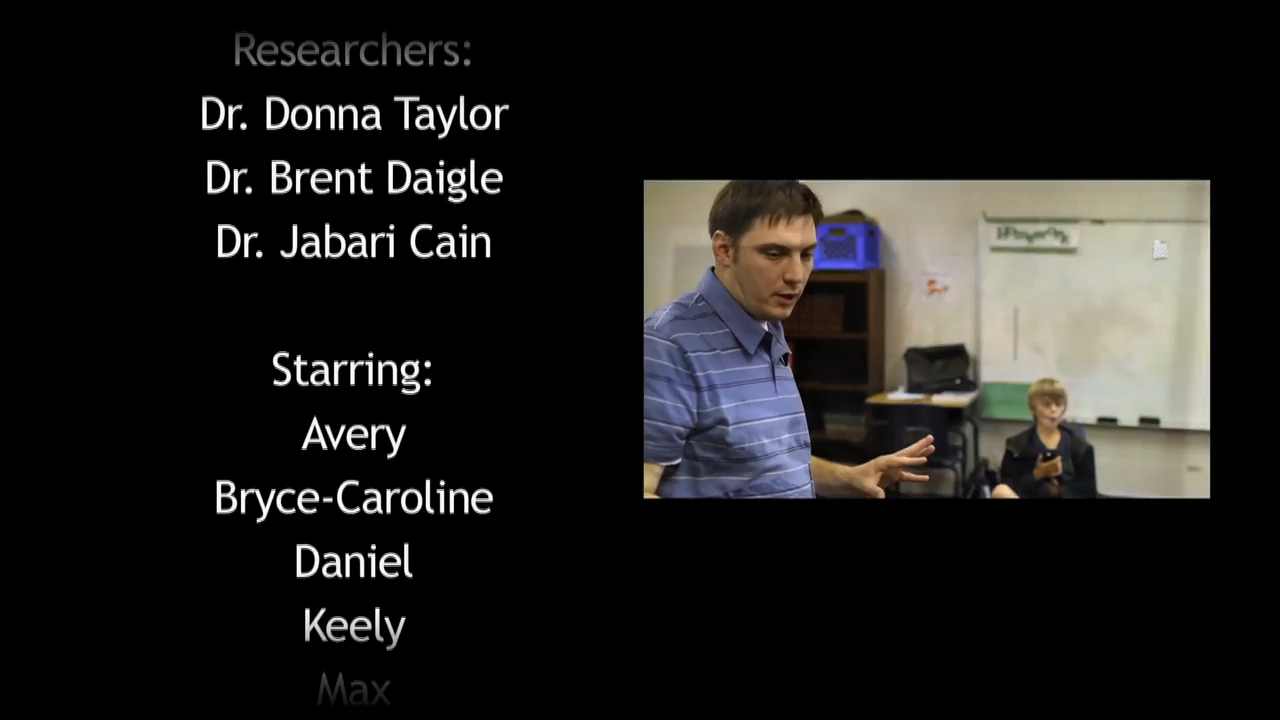 Researchers:
Dr. Donna Taylor
Dr. Brent Daigle
Dr. Jabari Cain
Starring:
Avery
Bryce-Caroline
Daniel
Keely
Max